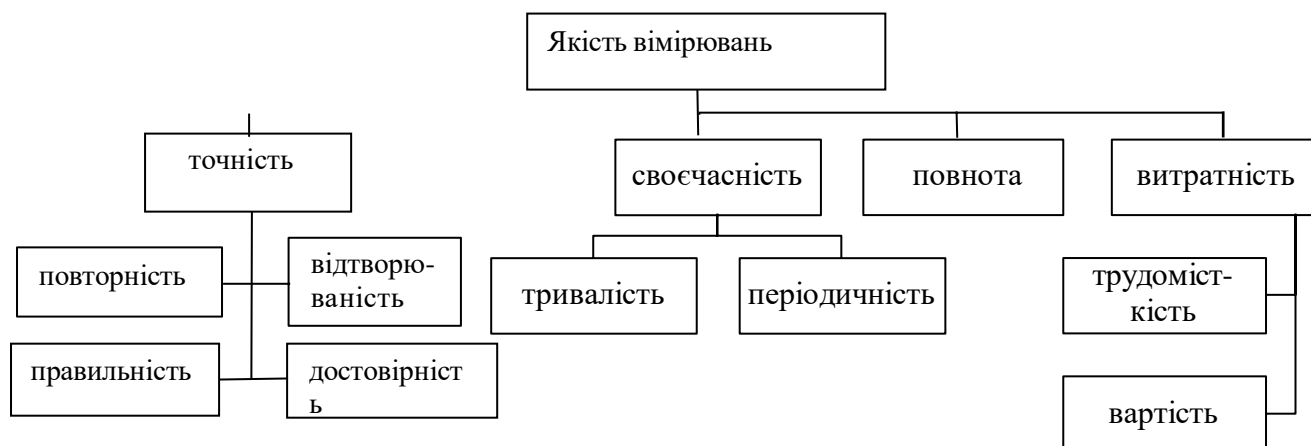 Якість вімірювань
точність
своєчасність
повнота
витратність
повторність
відтворю-
ваність
тривалість
періодичність
трудоміст-
кість
правильність
достовірніст
ь
вартість